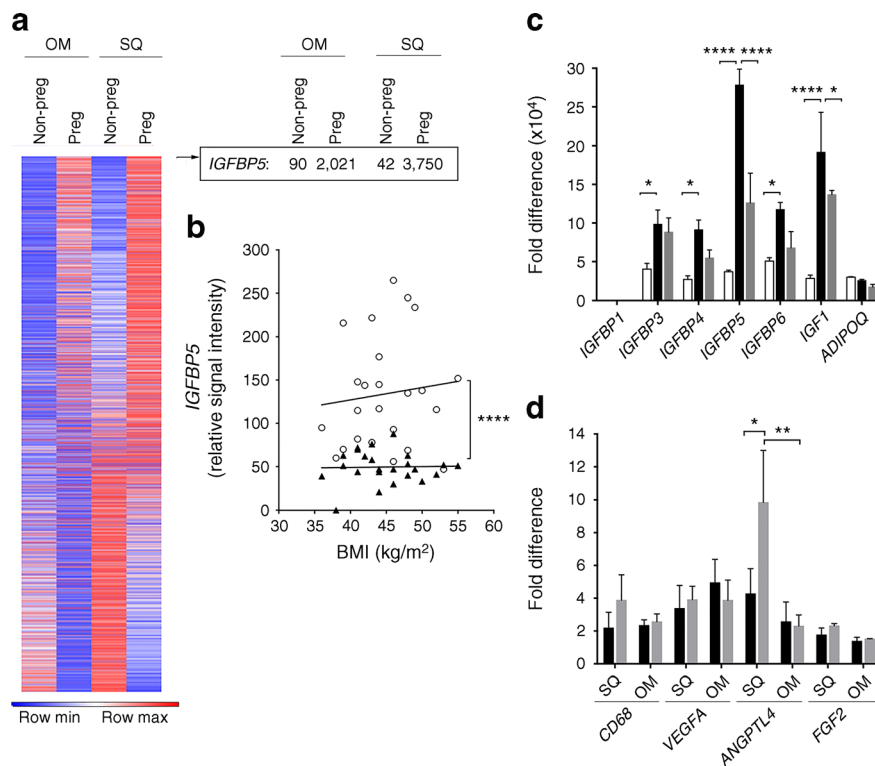 a
OM SQ
Non-preg Preg Non-preg Preg
Row min Row max
OM SQ
Non-preg Preg Non-preg Preg
IGFBP5: 90 2,021 42 3,750
b
IGFBP5
(relative signal intensity)
300
250
200
150
100
50
0
30 35 40 45 50 55 60
BMI (kg/m²)
****
c
Fold difference (x10⁴)
30
25
20
15
10
5
0
**** ****
**** *
* * *
IGFBP1 IGFBP3 IGFBP4 IGFBP5 IGFBP6 IGF1 ADIPOQ
d
Fold difference
14
12
10
8
6
4
2
0
* **
SQ OM SQ OM SQ OM SQ OM
CD68 VEGFA ANGPTL4 FGF2